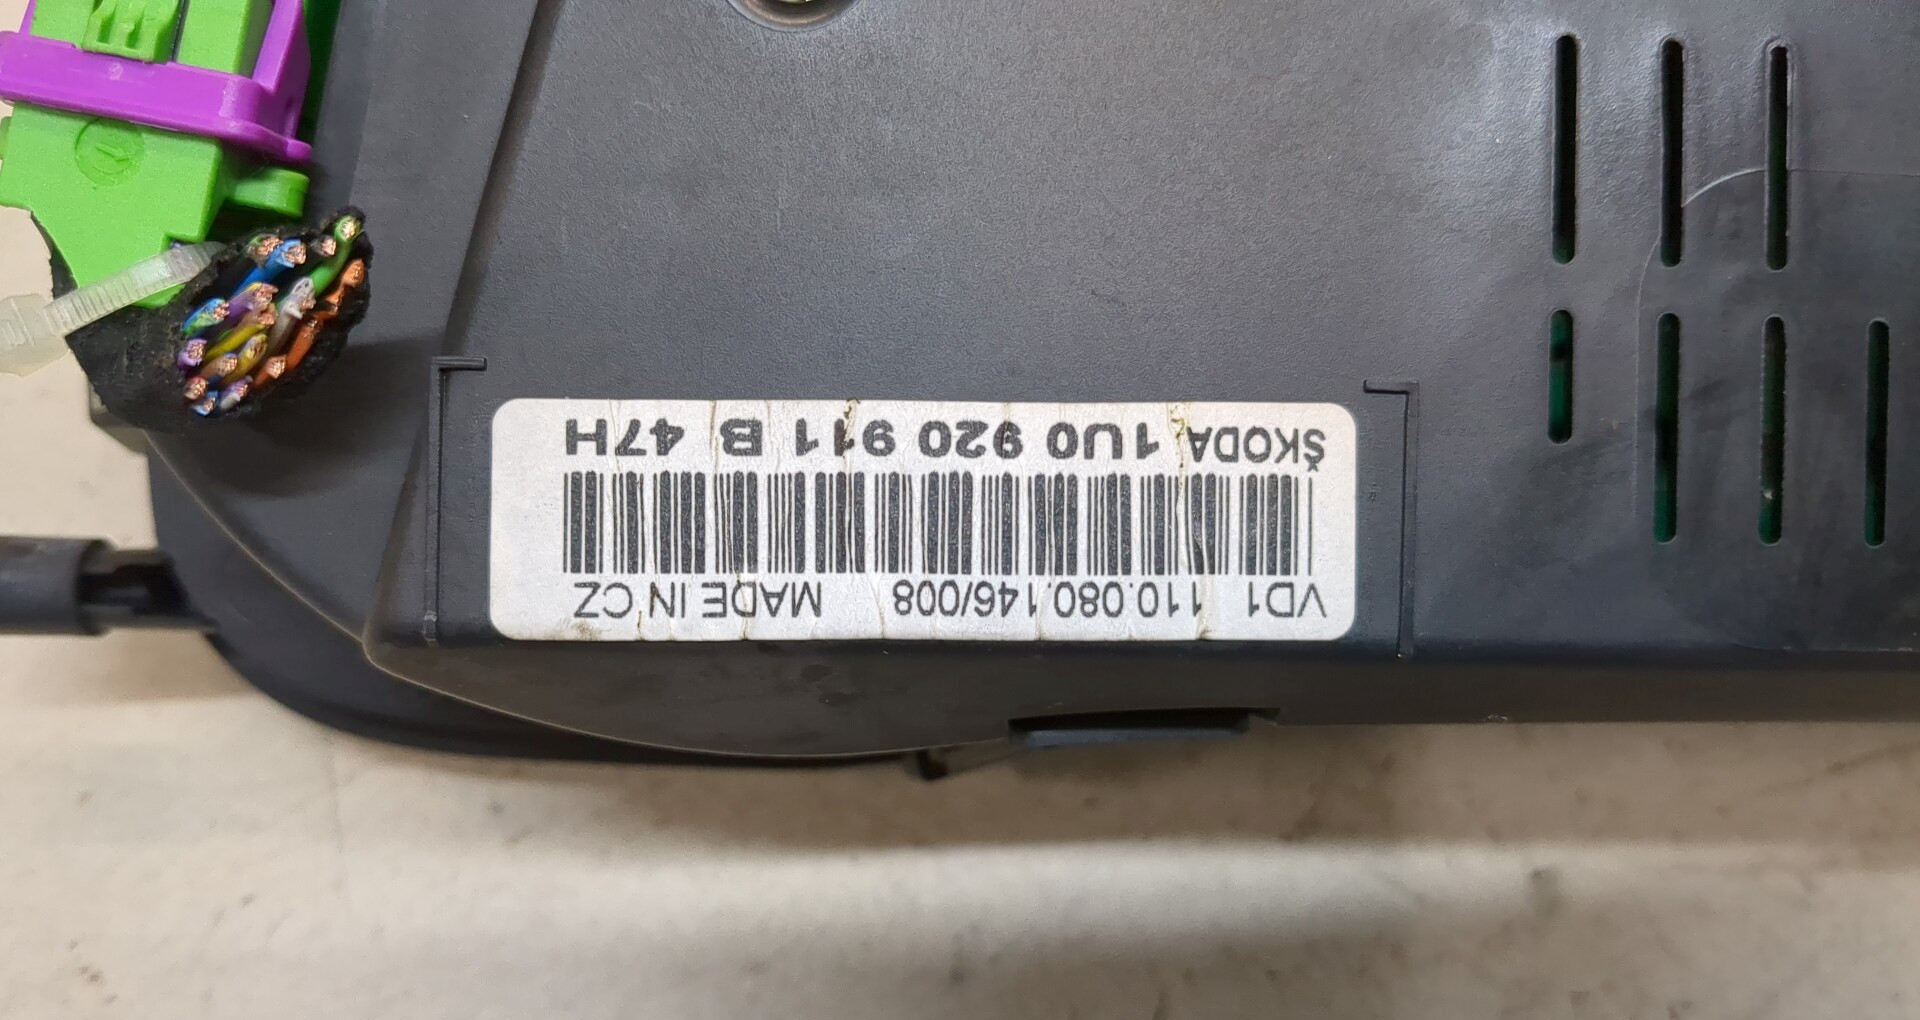 VD1 110.080.146/008 MADE IN CZ
ŠKODA 1U0 920 911 B 47H